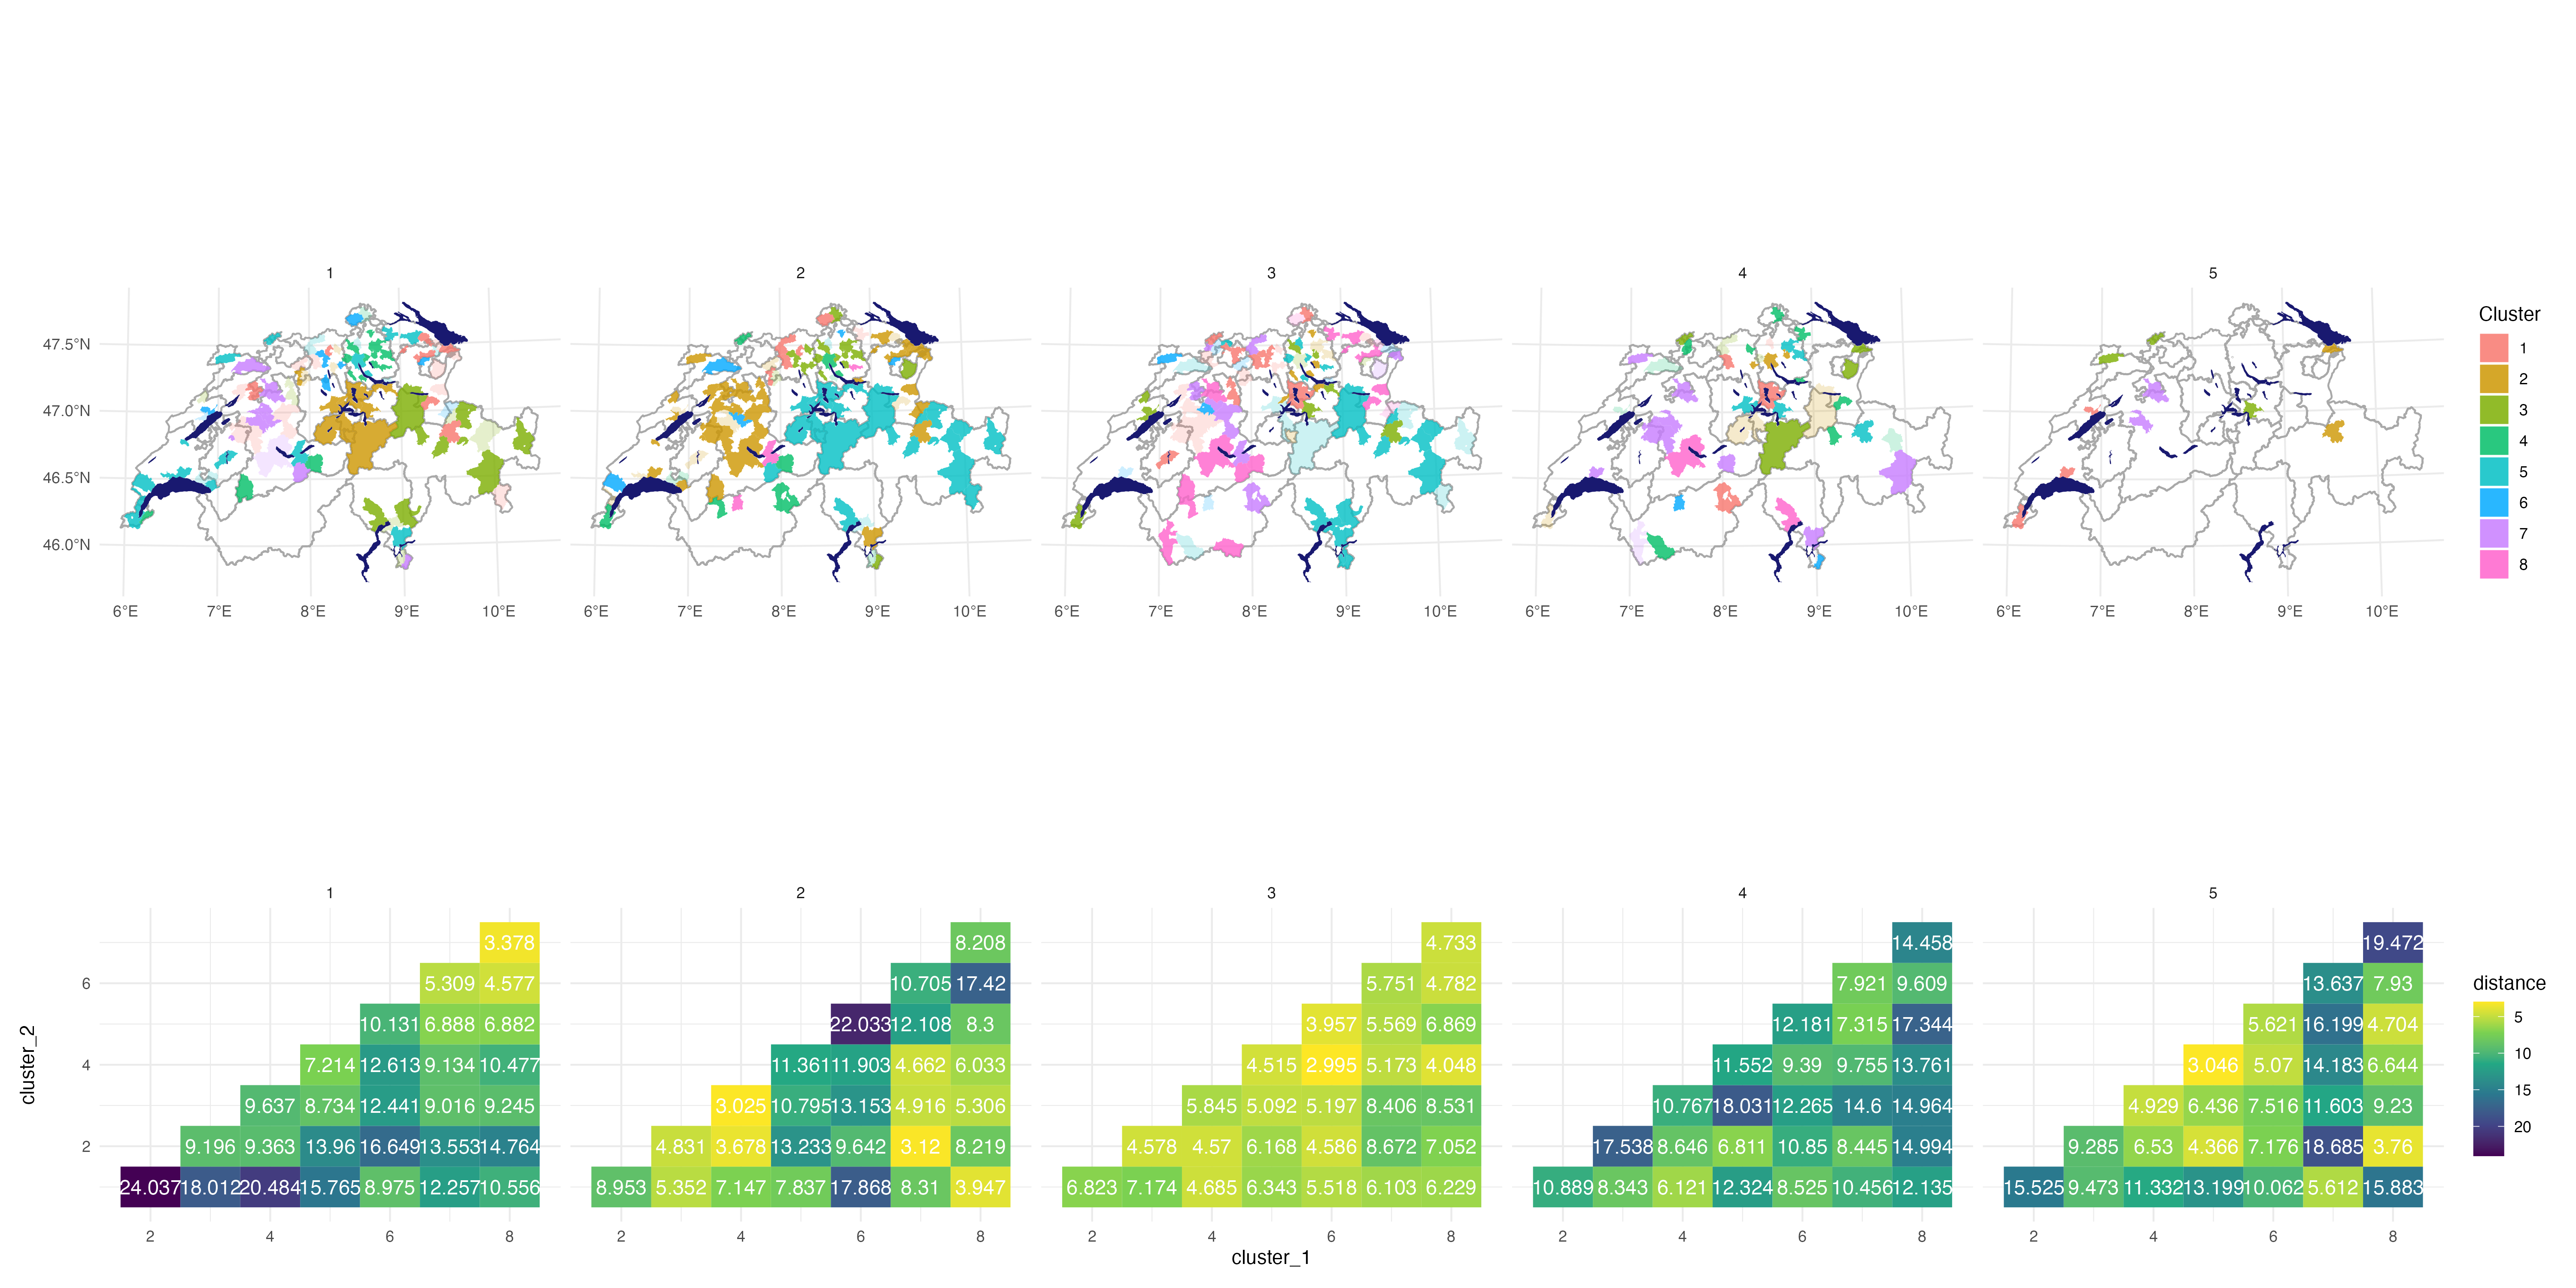 1 2 3 4 5
Cluster
1
2
3
4
5
6
7
8
47.5°N
47.0°N
46.5°N
46.0°N
6°E 7°E 8°E 9°E 10°E 6°E 7°E 8°E 9°E 10°E 6°E 7°E 8°E 9°E 10°E 6°E 7°E 8°E 9°E 10°E 6°E 7°E 8°E 9°E 10°E
1 2 3 4 5
3.378 8.208 4.733 14.458 19.472
6 5.309 4.577 10.705 17.42 5.751 4.782 7.921 9.609 13.637 7.93
10.131 6.888 6.882 22.033 12.108 8.3 3.957 5.569 6.869 12.181 7.315 17.344 5.621 16.199 4.704
4 7.214 12.613 9.134 10.477 11.361 11.903 4.662 6.033 4.515 2.995 5.173 4.048 11.552 9.39 9.755 13.761 3.046 5.07 14.183 6.644
9.637 8.734 12.441 9.016 9.245 3.025 10.795 13.153 4.916 5.306 5.845 5.092 5.197 8.406 8.531 10.767 18.031 12.265 14.6 14.964 4.929 6.436 7.516 11.603 9.23
2 9.196 9.363 13.96 16.649 13.553 14.764 4.831 3.678 13.233 9.642 3.12 8.219 4.578 4.57 6.168 4.586 8.672 7.052 17.538 8.646 6.811 10.85 8.445 14.994 9.285 6.53 4.366 7.176 18.685 3.76
24.037 18.012 20.484 15.765 8.975 12.257 10.556 8.953 5.352 7.147 7.837 17.868 8.31 3.947 6.823 7.174 4.685 6.343 5.518 6.103 6.229 10.889 8.343 6.121 12.324 8.525 10.456 12.135 15.525 9.473 11.332 13.199 10.062 5.612 15.883
2 4 6 8 2 4 6 8 2 4 6 8 2 4 6 8 2 4 6 8
cluster_1
cluster_2
distance
5
10
15
20